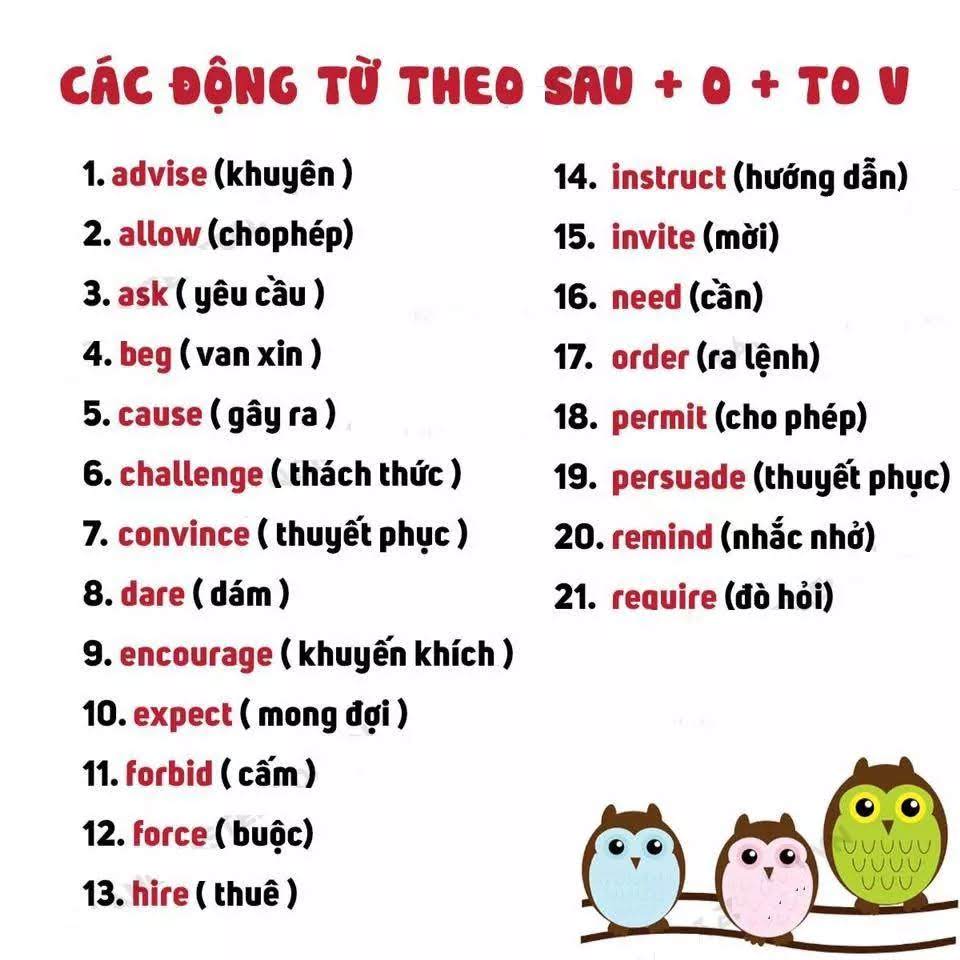 CÁC ĐỘNG TỪ THEO SAU + O + TO V
1. advise (khuyên )
2. allow (chophép)
3. ask ( yêu cầu )
4. beg ( van xin )
5. cause ( gây ra )
6. challenge ( thách thức )
7. convince ( thuyết phục )
8. dare ( dám )
9. encourage ( khuyến khích )
10. expect ( mong đợi )
11. forbid ( cấm )
12. force ( buộc)
13. hire ( thuê )
14. instruct (hướng dẫn)
15. invite (mời)
16. need (cần)
17. order (ra lệnh)
18. permit (cho phép)
19. persuade (thuyết phục)
20. remind (nhắc nhở)
21. require (đò hỏi)